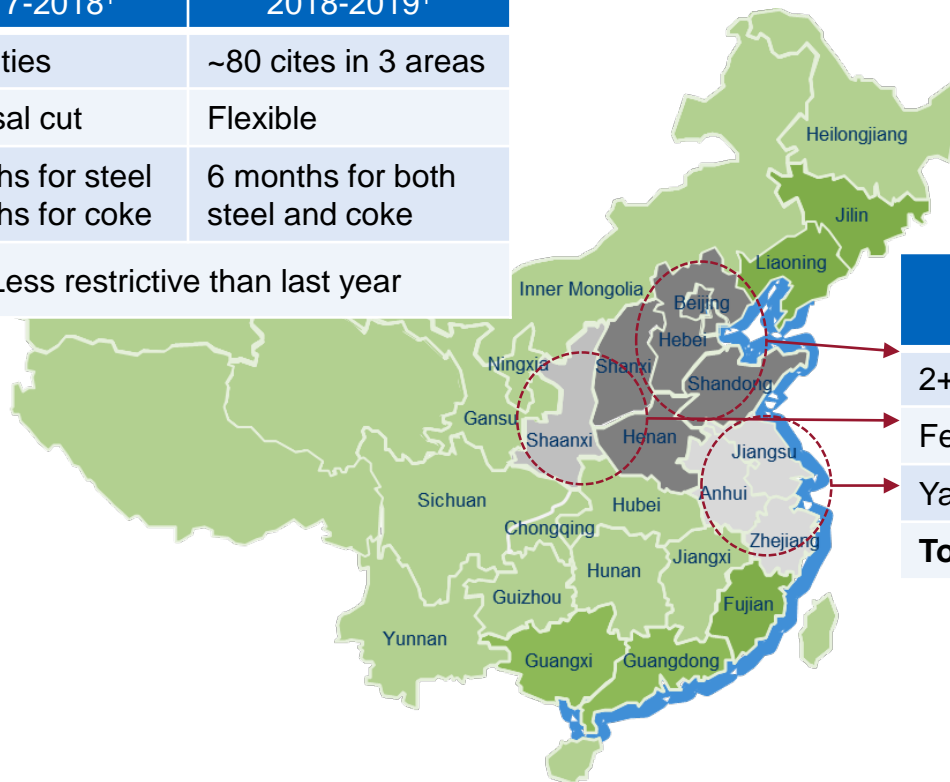 7-2018¹ 2018-2019¹
ties ~80 cites in 3 areas
sal cut Flexible
hs for steel 6 months for both
hs for coke steel and coke
Less restrictive than last year
Heilongjiang
Jilin
Liaoning
Inner Mongolia
Beijing
Hebei
Ningxia
Shanxi
Shandong
2+
Gansu
Shaanxi
Henan
Fe
Jiangsu
Anhui
Ya
Sichuan
Hubei
Chongqing
Zhejiang
To
Jiangxi
Hunan
Guizhou
Fujian
Yunnan
Guangxi
Guangdong